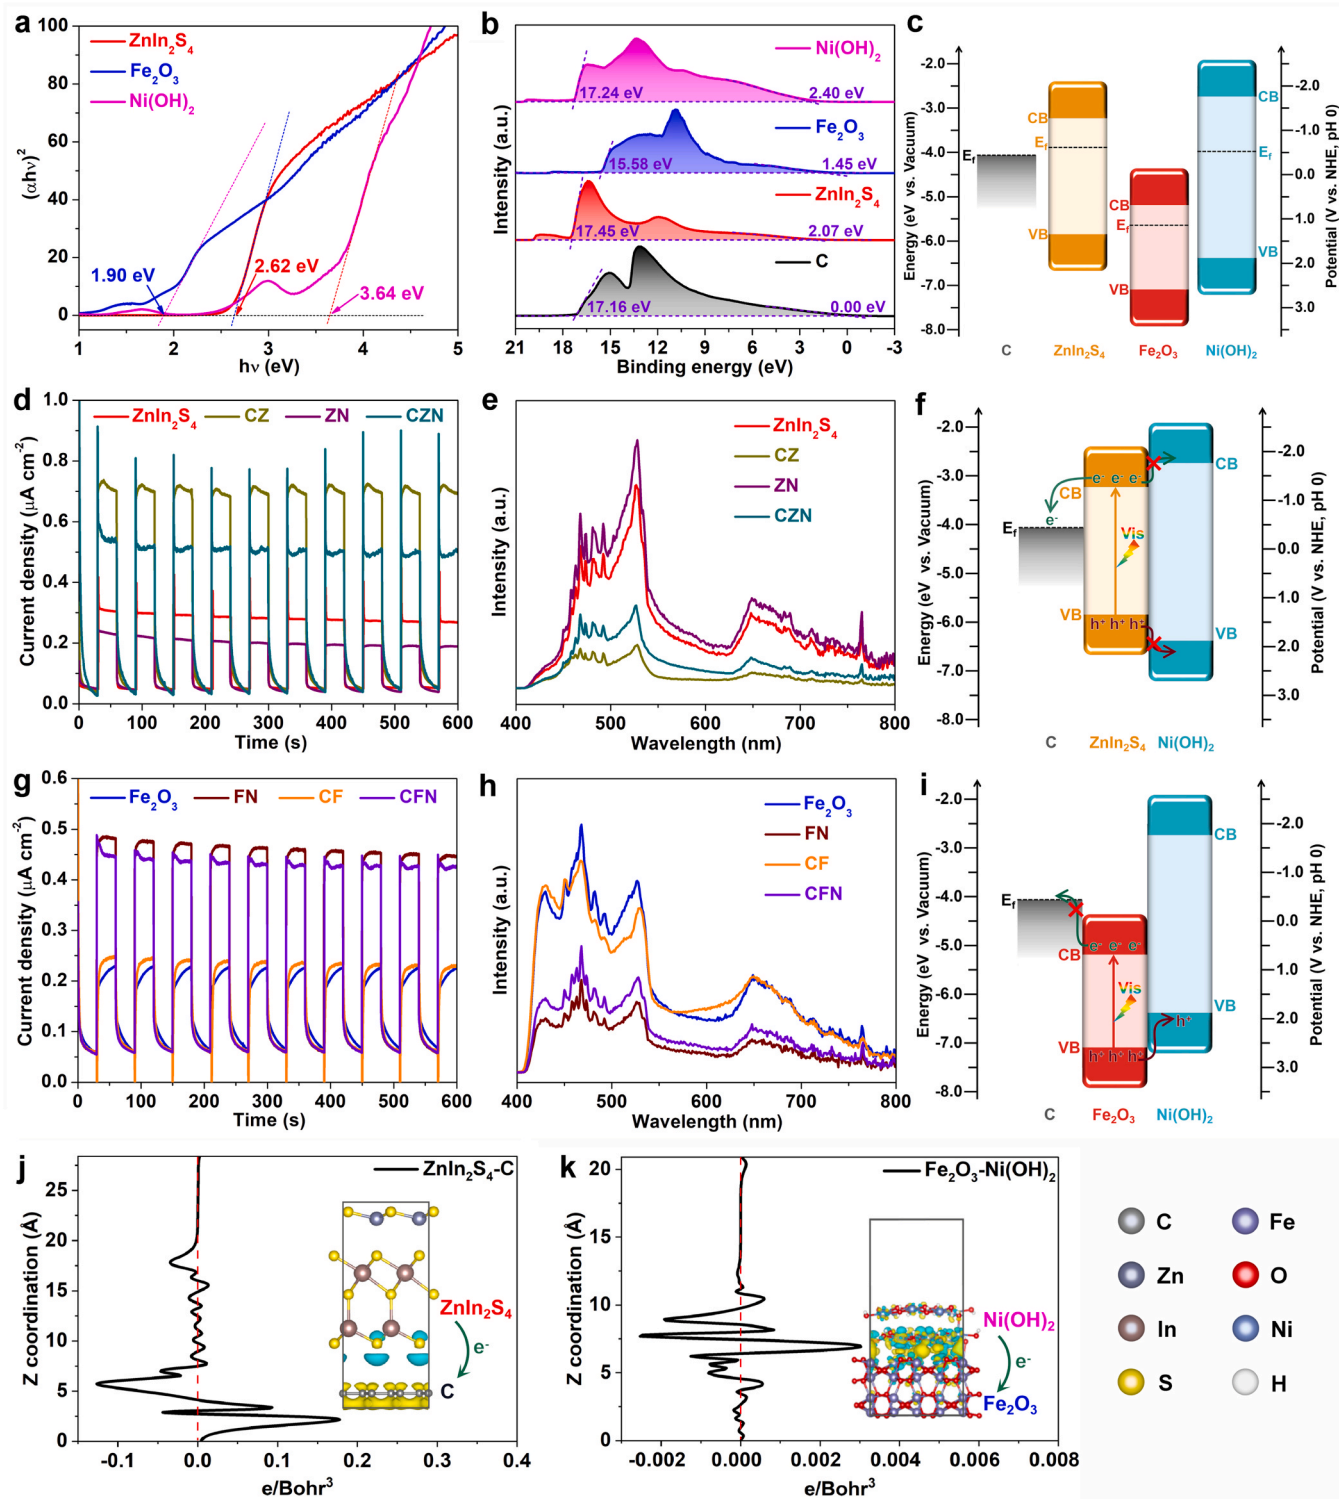 a
ZnIn2S4
Fe2O3
Ni(OH)2
1.90 eV
2.62 eV
3.64 eV
(αhν)²
100
80
60
40
20
0
1 2 3 4 5
hν (eV)
b
Ni(OH)2
17.24 eV 2.40 eV
Fe2O3
15.58 eV 1.45 eV
ZnIn2S4
17.45 eV 2.07 eV
C
17.16 eV 0.00 eV
Intensity (a.u.)
21 18 15 12 9 6 3 0 -3
Binding energy (eV)
c
Energy (eV vs. Vacuum)
-2.0
-3.0
-4.0
-5.0
-6.0
-7.0
-8.0
Ef
CB
Ef
VB
CB
Ef
VB
CB
Ef
VB
-2.0
-1.0
0.0
1.0
2.0
3.0
Potential (V vs. NHE, pH 0)
C ZnIn2S4 Fe2O3 Ni(OH)2
d
ZnIn2S4 CZ ZN CZN
Current density (μA cm-2)
1.0
0.8
0.6
0.4
0.2
0.0
0 100 200 300 400 500 600
Time (s)
e
ZnIn2S4
CZ
ZN
CZN
Intensity (a.u.)
400 500 600 700 800
Wavelength (nm)
f
Energy (eV vs. Vacuum)
-2.0
-3.0
-4.0
-5.0
-6.0
-7.0
-8.0
Ef
e-
CB
e- e- e-
Vis
VB
h+ h+ h+
CB
VB
-2.0
-1.0
0.0
1.0
2.0
3.0
Potential (V vs. NHE, pH 0)
C ZnIn2S4 Ni(OH)2
g
Fe2O3 FN CF CFN
Current density (μA cm-2)
0.6
0.5
0.4
0.3
0.2
0.1
0.0
0 100 200 300 400 500 600
Time (s)
h
Fe2O3
FN
CF
CFN
Intensity (a.u.)
400 500 600 700 800
Wavelength (nm)
i
Energy (eV vs. Vacuum)
-2.0
-3.0
-4.0
-5.0
-6.0
-7.0
-8.0
Ef
CB
e- e- e-
Vis
VB
h+ h+ h+
h+
CB
VB
-2.0
-1.0
0.0
1.0
2.0
3.0
Potential (V vs. NHE, pH 0)
C Fe2O3 Ni(OH)2
j
ZnIn2S4-C
ZnIn2S4
e-
C
Z coordination (Å)
25
20
15
10
5
0
-0.1 0.0 0.1 0.2 0.3 0.4
e/Bohr³
k
Fe2O3-Ni(OH)2
Ni(OH)2
e-
Fe2O3
Z coordination (Å)
20
15
10
5
0
-0.002 0.000 0.002 0.004 0.006 0.008
e/Bohr³
C Fe
Zn O
In Ni
S H